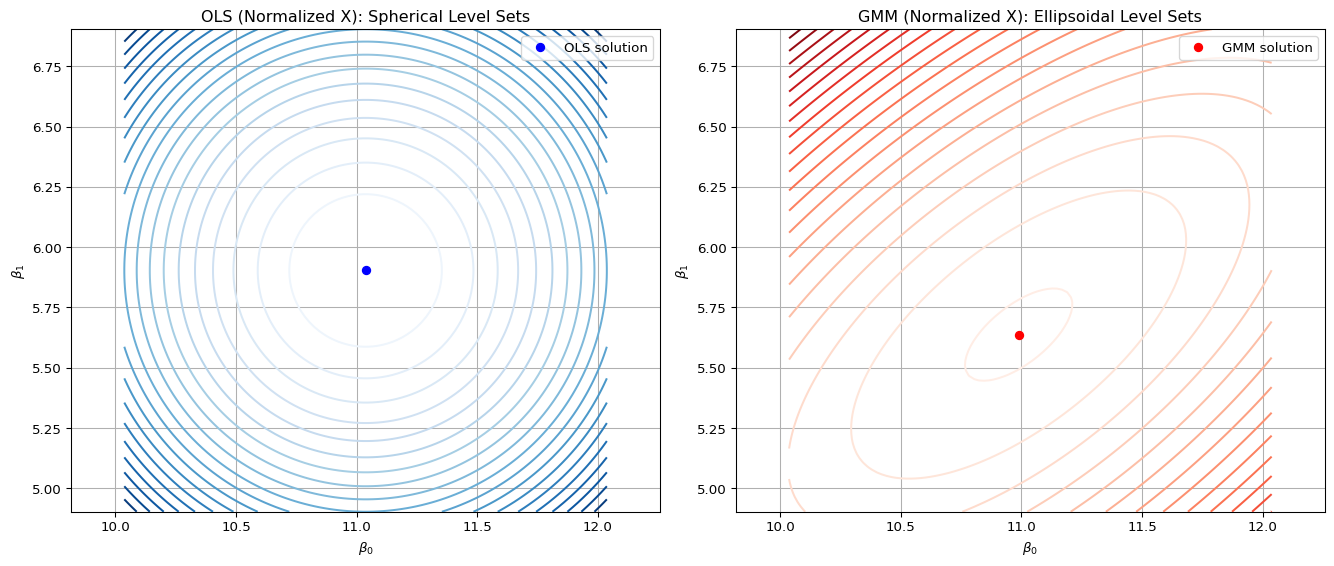 OLS (Normalized X): Spherical Level Sets
OLS solution
6.75
6.50
6.25
6.00
5.75
5.50
5.25
5.00
β₁
10.0 10.5 11.0 11.5 12.0
β₀
GMM (Normalized X): Ellipsoidal Level Sets
GMM solution
6.75
6.50
6.25
6.00
5.75
5.50
5.25
5.00
β₁
10.0 10.5 11.0 11.5 12.0
β₀